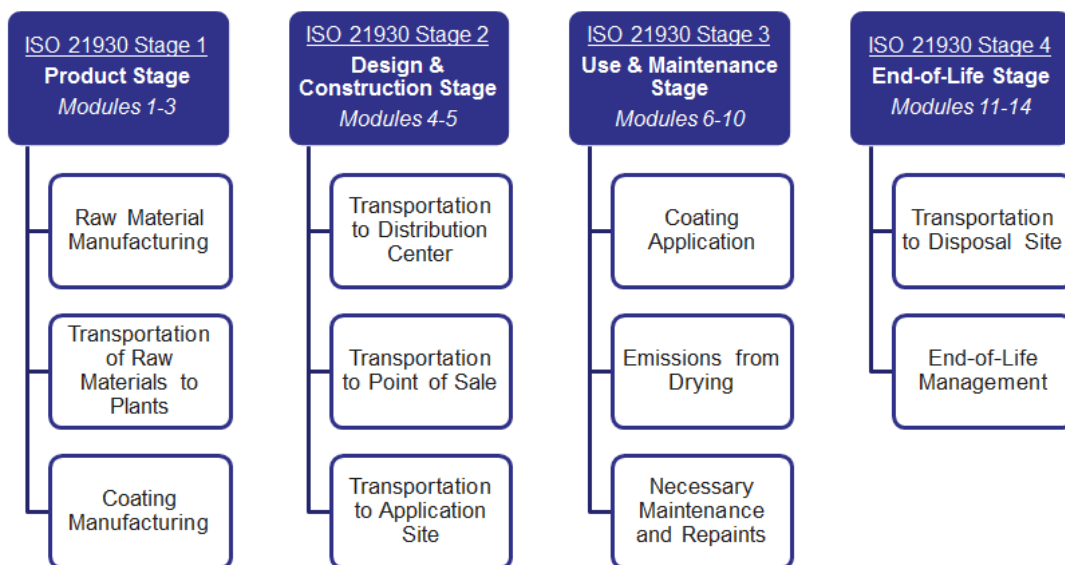 ISO 21930 Stage 1
Product Stage
Modules 1-3
Raw Material
Manufacturing
Transportation
of Raw
Materials to
Plants
Coating
Manufacturing
ISO 21930 Stage 2
Design &
Construction Stage
Modules 4-5
Transportation
to Distribution
Center
Transportation
to Point of Sale
Transportation
to Application
Site
ISO 21930 Stage 3
Use & Maintenance
Stage
Modules 6-10
Coating
Application
Emissions from
Drying
Necessary
Maintenance
and Repaints
ISO 21930 Stage 4
End-of-Life Stage
Modules 11-14
Transportation
to Disposal Site
End-of-Life
Management